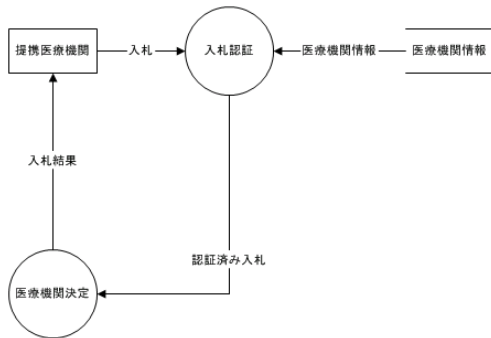 提携医療機関
入札
入札認証
医療機関情報
医療機関情報
入札結果
認証済み入札
医療機関決定